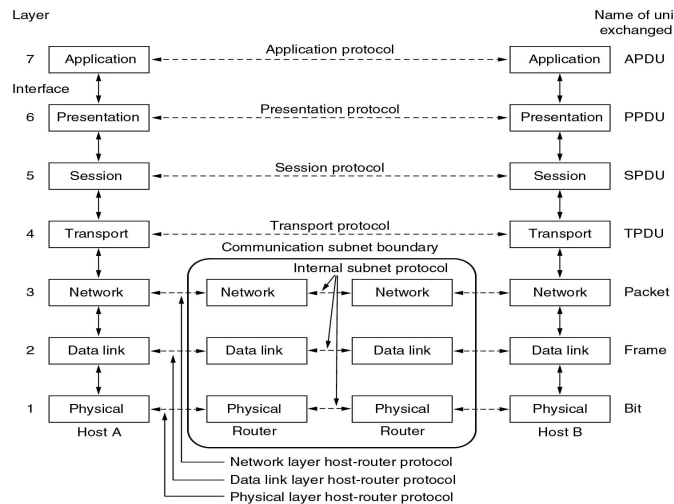 Layer
Name of uni
exchanged
7 Application Application protocol Application APDU
Interface
6 Presentation Presentation protocol Presentation PPDU
5 Session Session protocol Session SPDU
4 Transport Transport protocol Transport TPDU
Communication subnet boundary
Internal subnet protocol
3 Network Network Network Network Packet
2 Data link Data link Data link Data link Frame
1 Physical Physical Physical Physical Bit
Host A Router Router Host B
Network layer host-router protocol
Data link layer host-router protocol
Physical layer host-router protocol